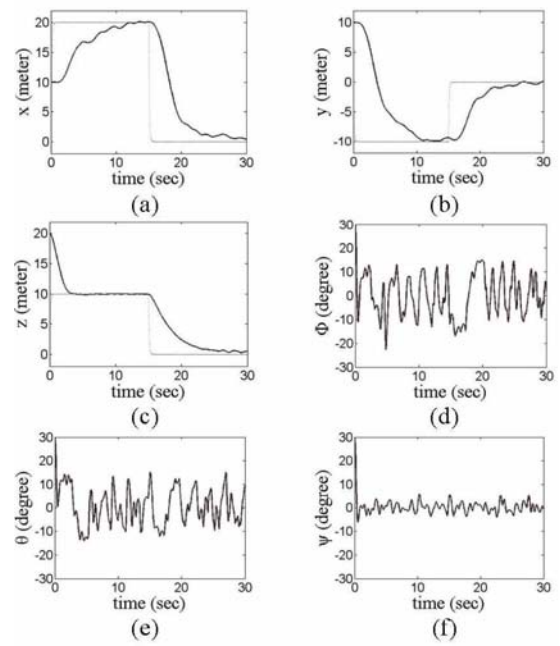 20
15
10
5
0
x (meter)
0 10 20 30
time (sec)
(a)
10
5
0
-5
-10
y (meter)
0 10 20 30
time (sec)
(b)
20
15
10
5
0
z (meter)
0 10 20 30
time (sec)
(c)
30
20
10
0
-10
-20
-30
Φ (degree)
0 10 20 30
time (sec)
(d)
30
20
10
0
-10
-20
-30
θ (degree)
0 10 20 30
time (sec)
(e)
30
20
10
0
-10
-20
-30
ψ (degree)
0 10 20 30
time (sec)
(f)